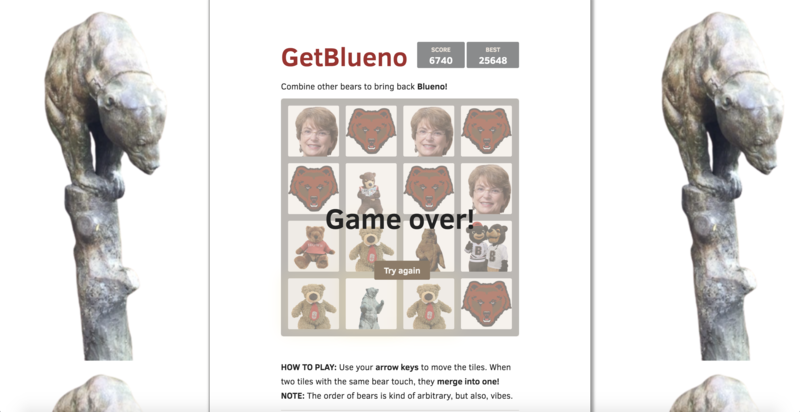 GetBlueno
SCORE
6740
BEST
25648
Combine other bears to bring back Blueno!
Game over!
Try again
HOW TO PLAY: Use your arrow keys to move the tiles. When
two tiles with the same bear touch, they merge into one!
NOTE: The order of bears is kind of arbitrary, but also, vibes.